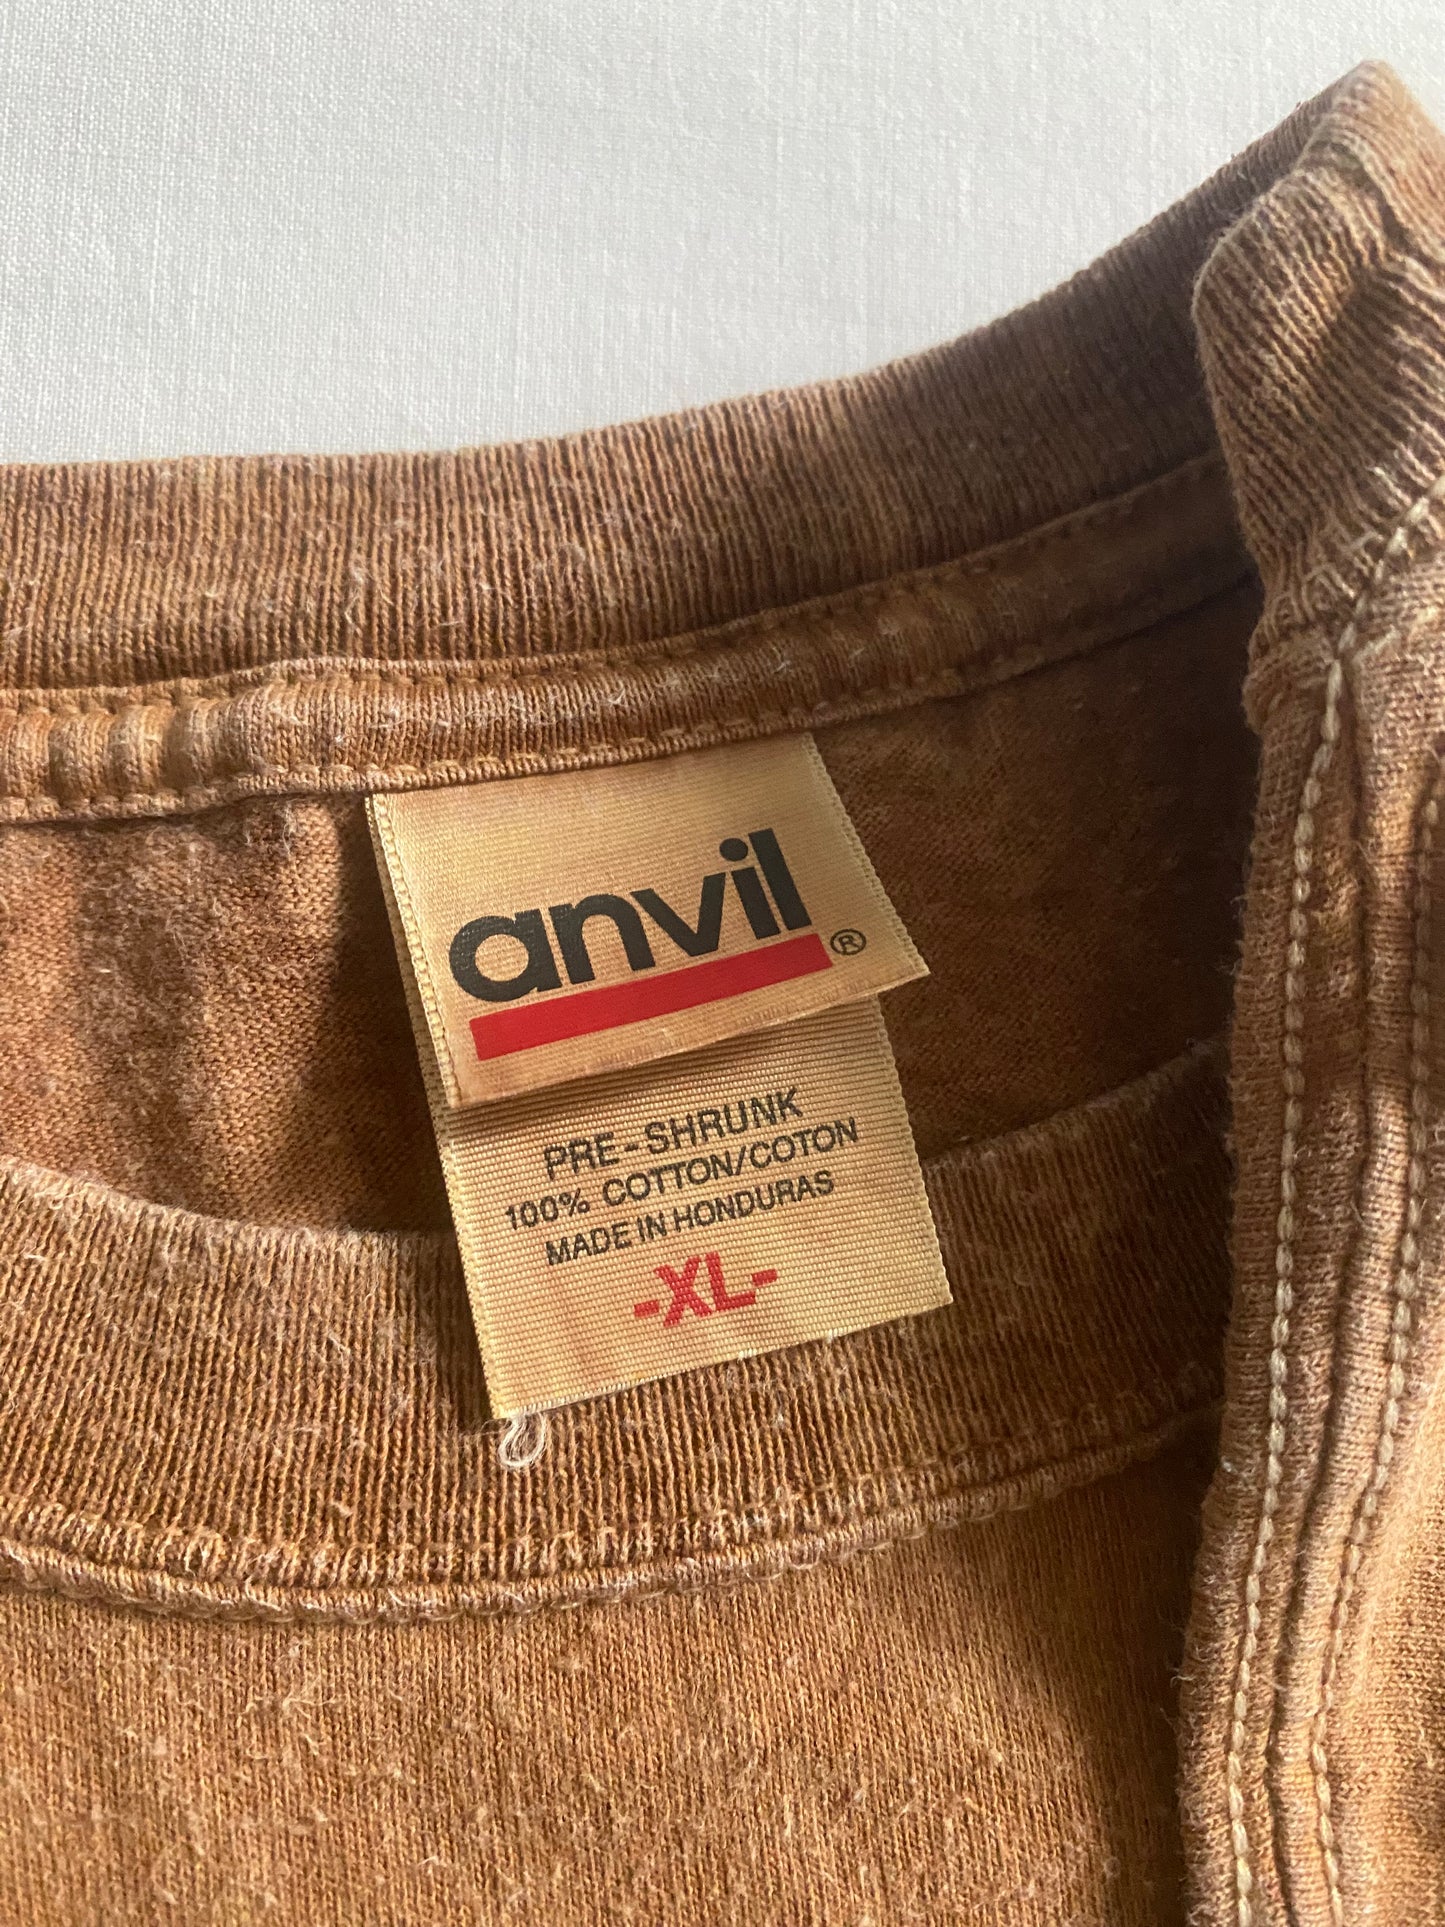 anvil®
PRE-SHRUNK
100% COTTON/COTON
MADE IN HONDURAS
-XL-